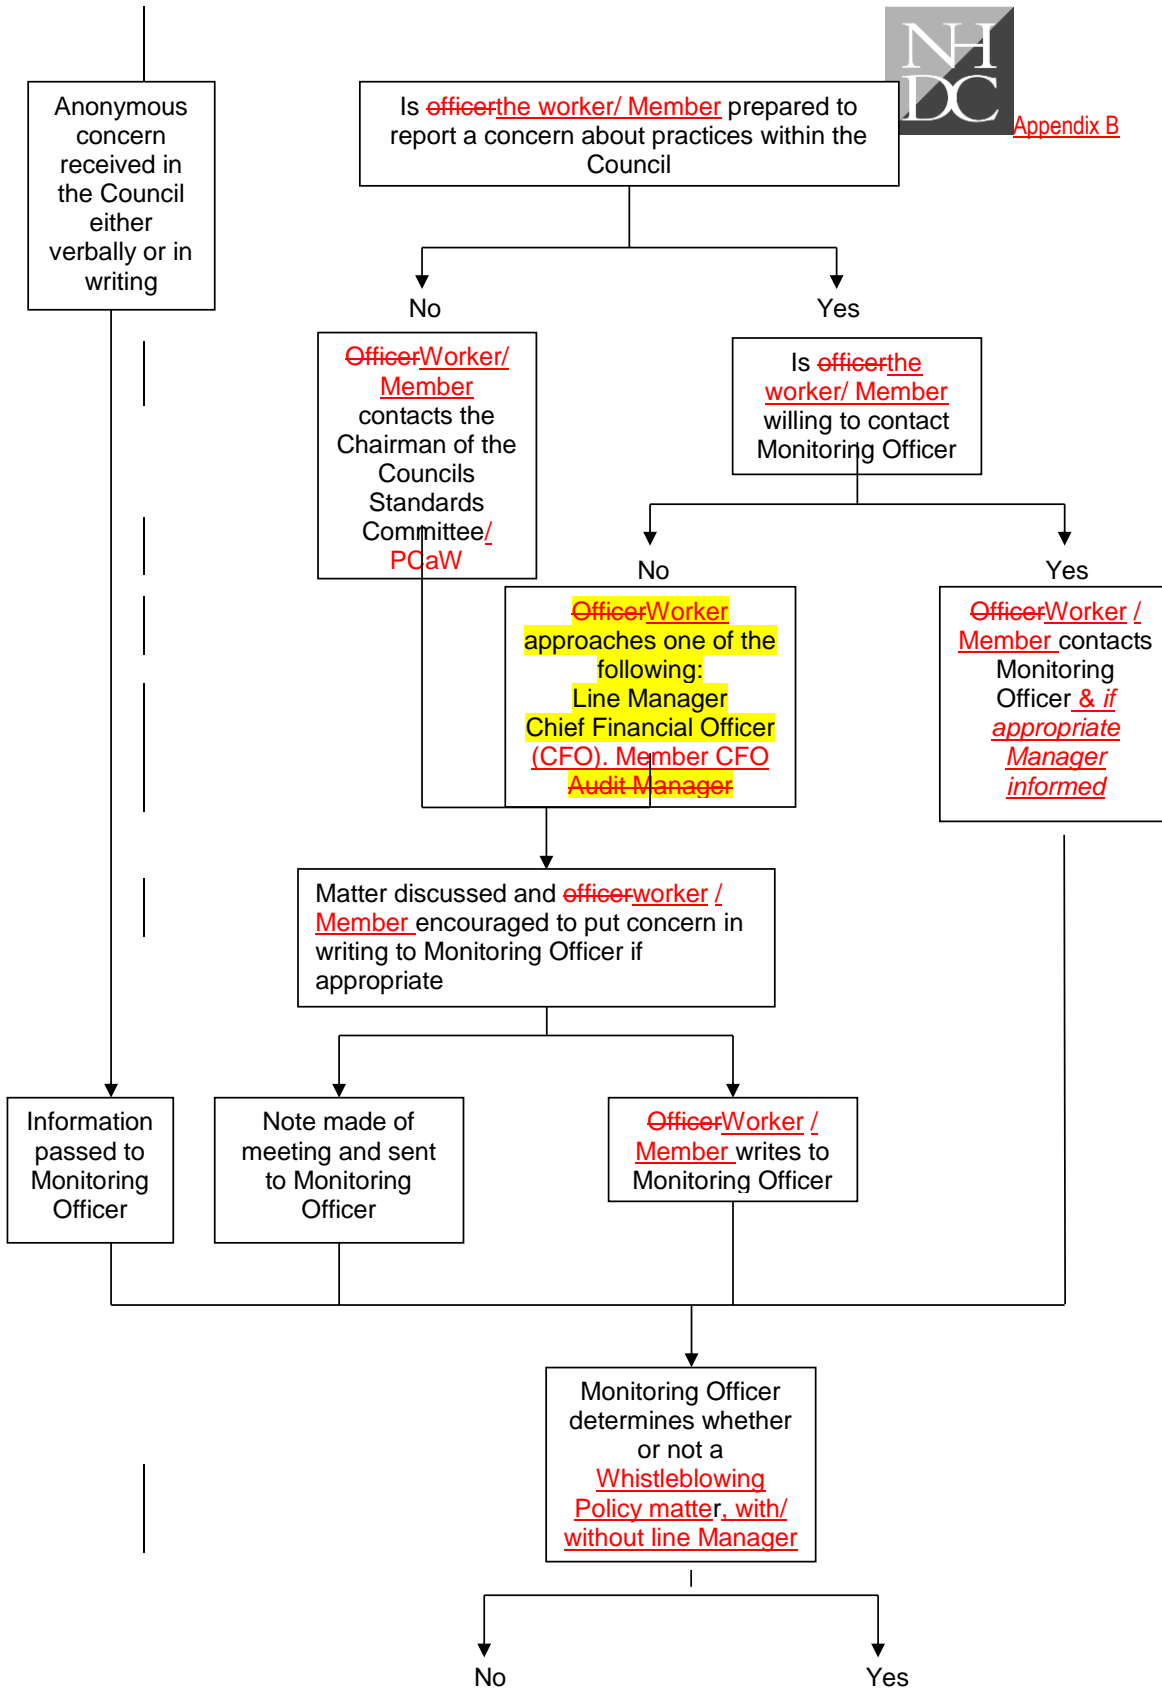 NH
DC
Appendix B
Anonymous
concern
received in
the Council
either
verbally or in
writing
Is officerthe worker/ Member prepared to
report a concern about practices within the
Council
No
Yes
OfficerWorker/
Member
contacts the
Chairman of the
Councils
Standards
Committee/
PCaW
Is officerthe
worker/ Member
willing to contact
Monitoring Officer
No
Yes
OfficerWorker
approaches one of the
following:
Line Manager
Chief Financial Officer
(CFO). Member CFO
Audit Manager
OfficerWorker /
Member contacts
Monitoring
Officer & if
appropriate
Manager
informed
Matter discussed and officerworker /
Member encouraged to put concern in
writing to Monitoring Officer if
appropriate
Information
passed to
Monitoring
Officer
Note made of
meeting and sent
to Monitoring
Officer
OfficerWorker /
Member writes to
Monitoring Officer
Monitoring Officer
determines whether
or not a
Whistleblowing
Policy matter, with/
without line Manager
No
Yes